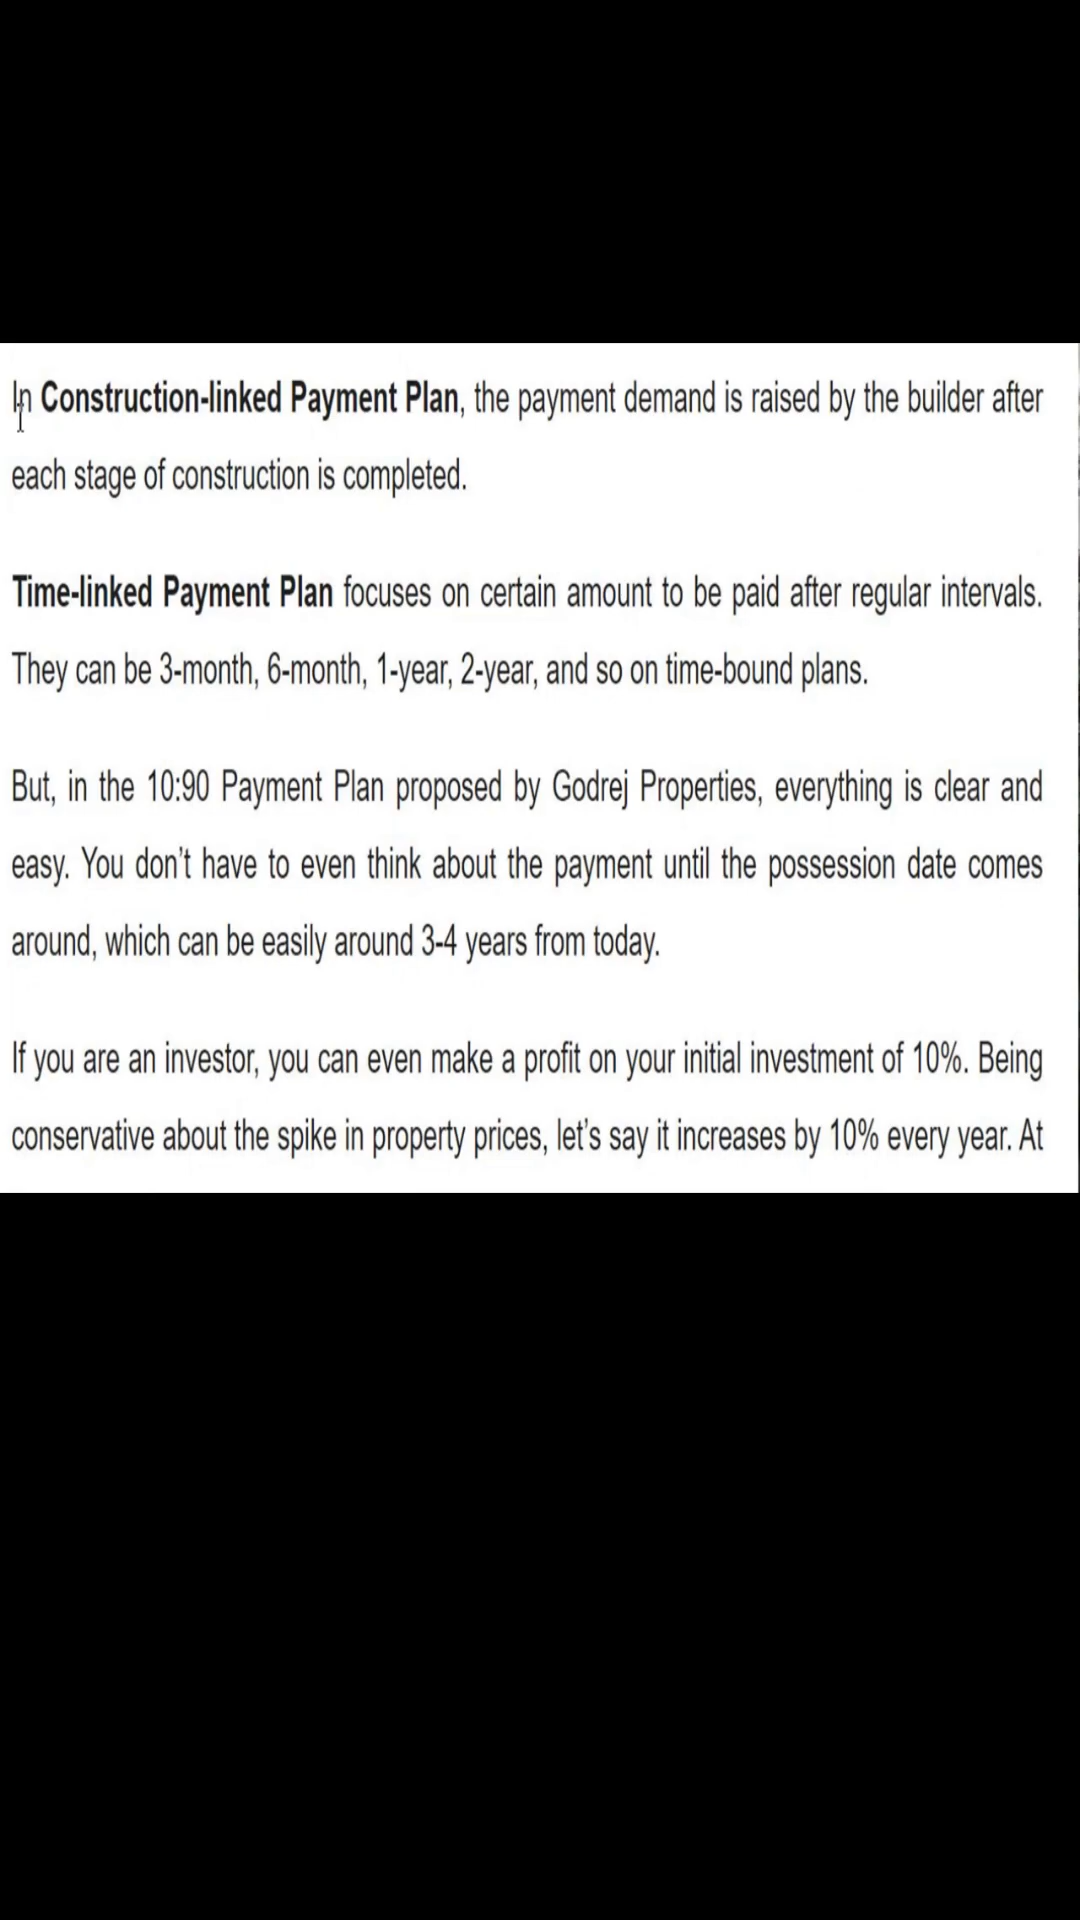 In Construction-linked Payment Plan, the payment demand is raised by the builder after
each stage of construction is completed.
Time-linked Payment Plan focuses on certain amount to be paid after regular intervals.
They can be 3-month, 6-month, 1-year, 2-year, and so on time-bound plans.
But, in the 10:90 Payment Plan proposed by Godrej Properties, everything is clear and
easy. You don’t have to even think about the payment until the possession date comes
around, which can be easily around 3-4 years from today.
If you are an investor, you can even make a profit on your initial investment of 10%. Being
conservative about the spike in property prices, let’s say it increases by 10% every year. At